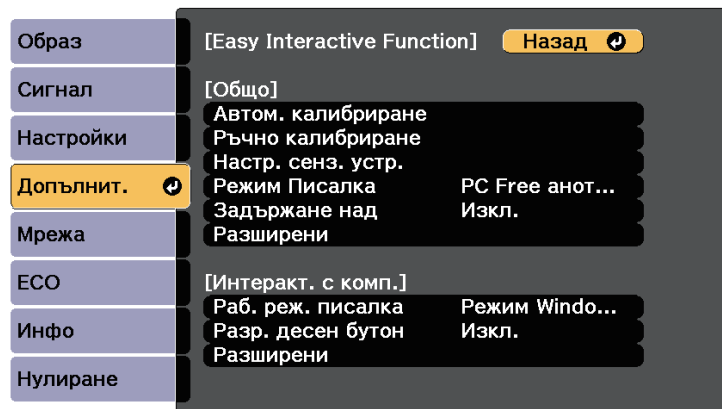 Образ
Сигнал
Настройки
Допълнит.
Мрежа
ECO
Инфо
Нулиране
[Easy Interactive Function] Назад
[Общо]
Автом. калибриране
Ръчно калибриране
Настр. сенз. устр.
Режим Писалка PC Free анот...
Задържане над Изкл.
Разширени
[Интеракт. с комп.]
Раб. реж. писалка Режим Windo...
Разр. десен бутон Изкл.
Разширени